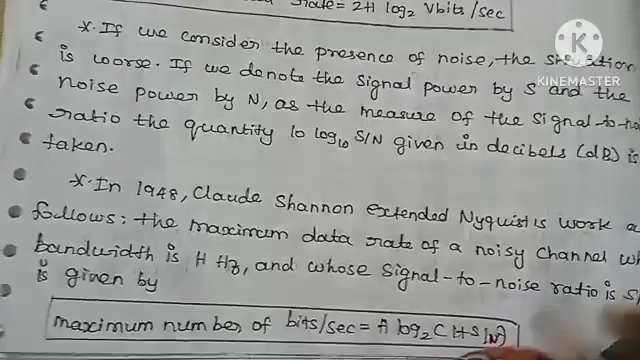 rate = 2H log2 V bits/sec
*. If we consider the presence of noise, the situation
KINEMASTER
is worse. If we denote the signal power by S and the
noise power by N, as the measure of the signal-to-noi
ratio the quantity 10 log10 S/N given in decibels (dB) is
taken.
*. In 1948, Claude Shannon extended Nyquist is work a
follows: the maximum data rate of a noisy channel wh
bandwidth is H Hz, and whose signal-to-noise ratio is S/
is given by
maximum number of bits/sec = H log2 (1+S/N)